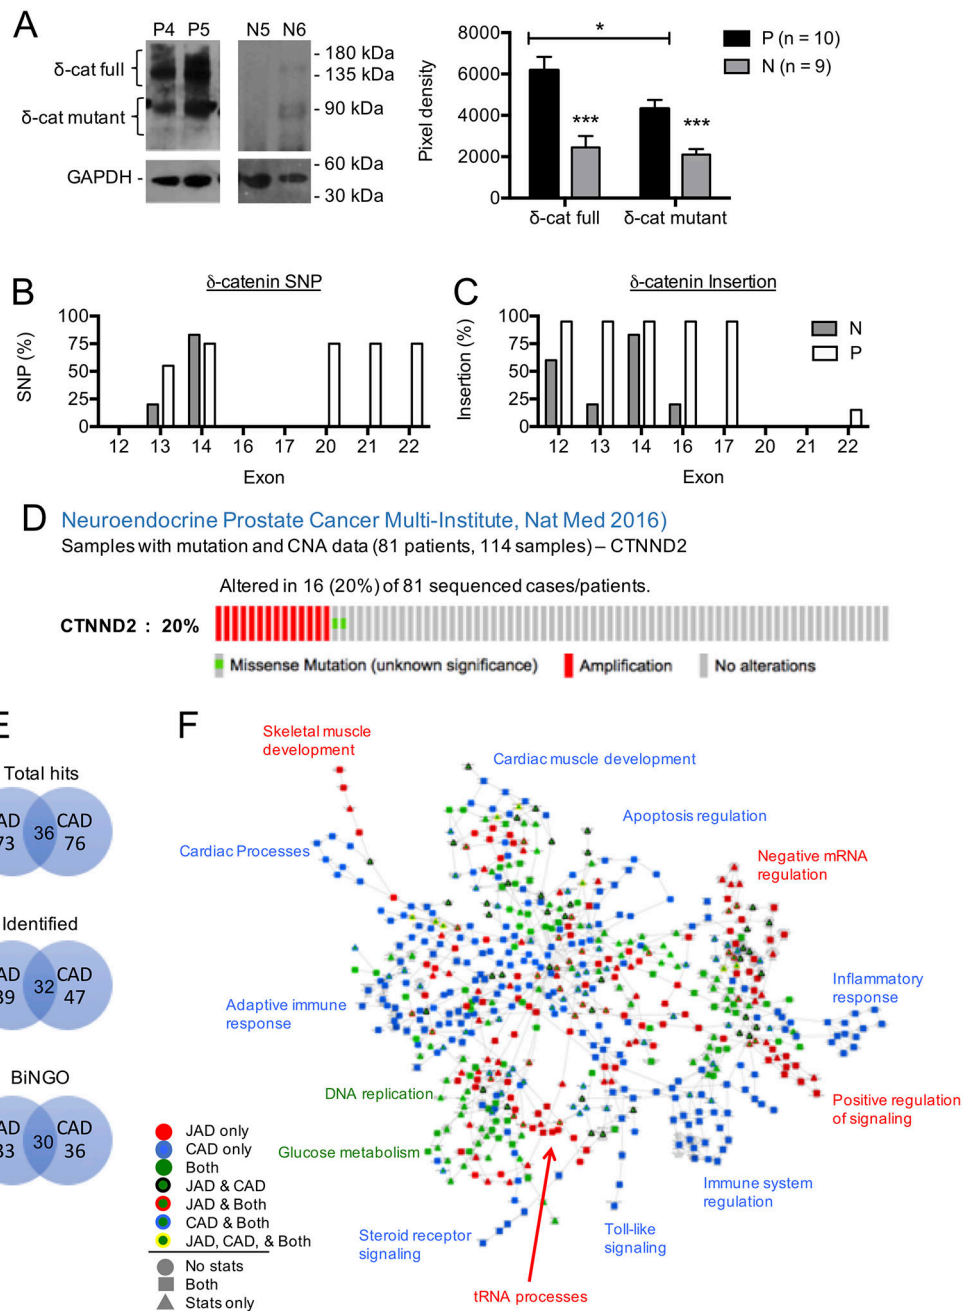 A
P4 P5 N5 N6
- 180 kDa
δ-cat full
- 135 kDa
- 90 kDa
δ-cat mutant
- 60 kDa
GAPDH -
- 30 kDa
Pixel density
8000
6000
4000
2000
0
*
***
***
δ-cat full δ-cat mutant
P (n = 10)
N (n = 9)
B
δ-catenin SNP
SNP (%)
100
75
50
25
0
12 13 14 16 17 20 21 22
Exon
C
δ-catenin Insertion
Insertion (%)
100
75
50
25
0
12 13 14 16 17 20 21 22
Exon
N
P
D Neuroendocrine Prostate Cancer Multi-Institute, Nat Med 2016)
Samples with mutation and CNA data (81 patients, 114 samples) – CTNND2
Altered in 16 (20%) of 81 sequenced cases/patients.
CTNND2 : 20%
Missense Mutation (unknown significance) Amplification No alterations
E
Total hits
AD 36 CAD
73 76
Identified
AD 32 CAD
39 47
BiNGO
AD 30 CAD
33 36
F
Skeletal muscle
development
Cardiac muscle development
Apoptosis regulation
Cardiac Processes
Negative mRNA
regulation
Inflammatory
response
Adaptive immune
response
DNA replication
Positive regulation
of signaling
Glucose metabolism
Immune system
regulation
Steroid receptor
signaling
Toll-like
signaling
tRNA processes
JAD only
CAD only
Both
JAD & CAD
JAD & Both
CAD & Both
JAD, CAD, & Both
No stats
Both
Stats only